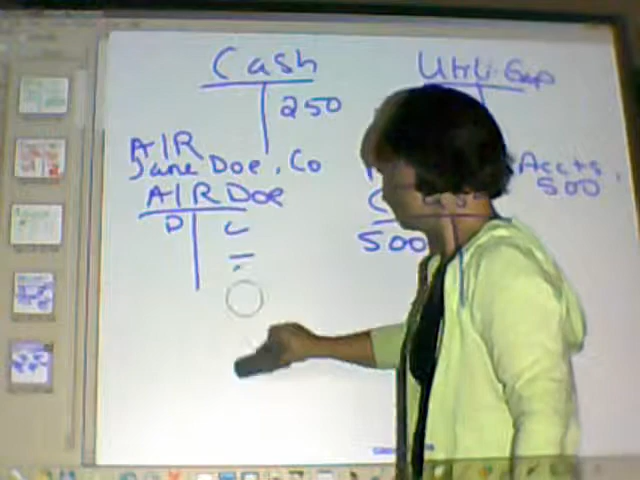 Cash
Util. Exp
250
A/R
Jane Doe, Co
Accts.
500
A/R Doe
D C
500